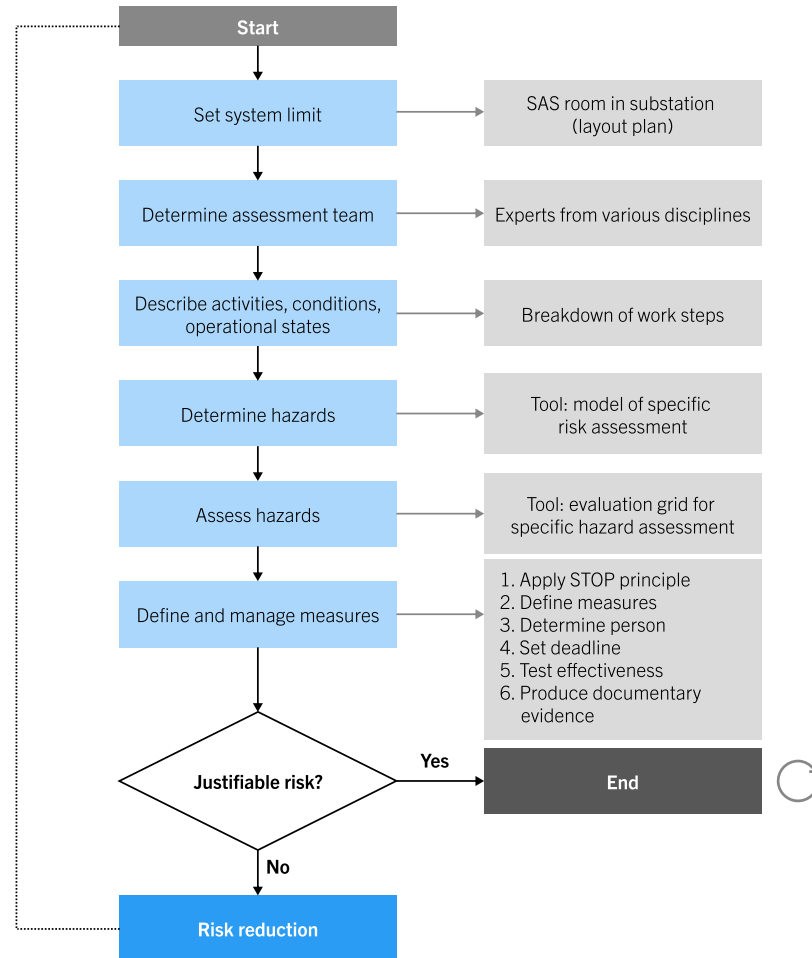 Start
Set system limit
SAS room in substation
(layout plan)
Determine assessment team
Experts from various disciplines
Describe activities, conditions,
operational states
Breakdown of work steps
Determine hazards
Tool: model of specific
risk assessment
Assess hazards
Tool: evaluation grid for
specific hazard assessment
Define and manage measures
1. Apply STOP principle
2. Define measures
3. Determine person
4. Set deadline
5. Test effectiveness
6. Produce documentary
evidence
Justifiable risk?
Yes
End
No
Risk reduction